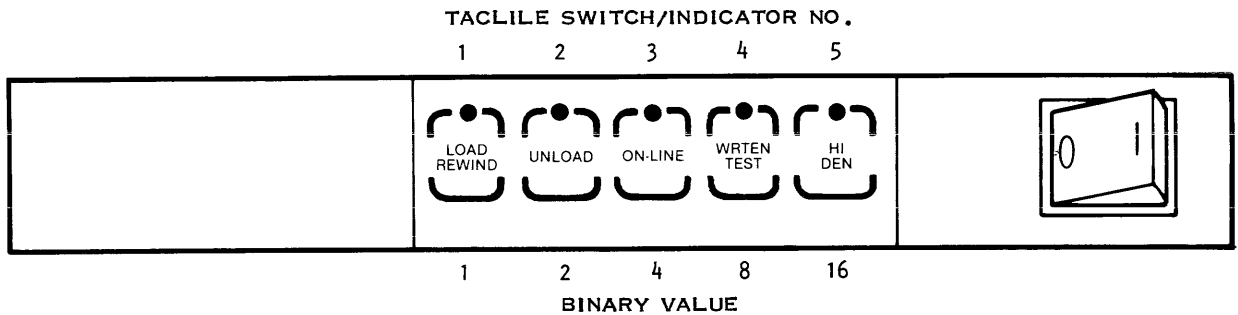 TACLILE SWITCH/INDICATOR NO.
1 2 3 4 5
LOAD
REWIND
UNLOAD
ON-LINE
WRTEN
TEST
HI
DEN
1 2 4 8 16
BINARY VALUE